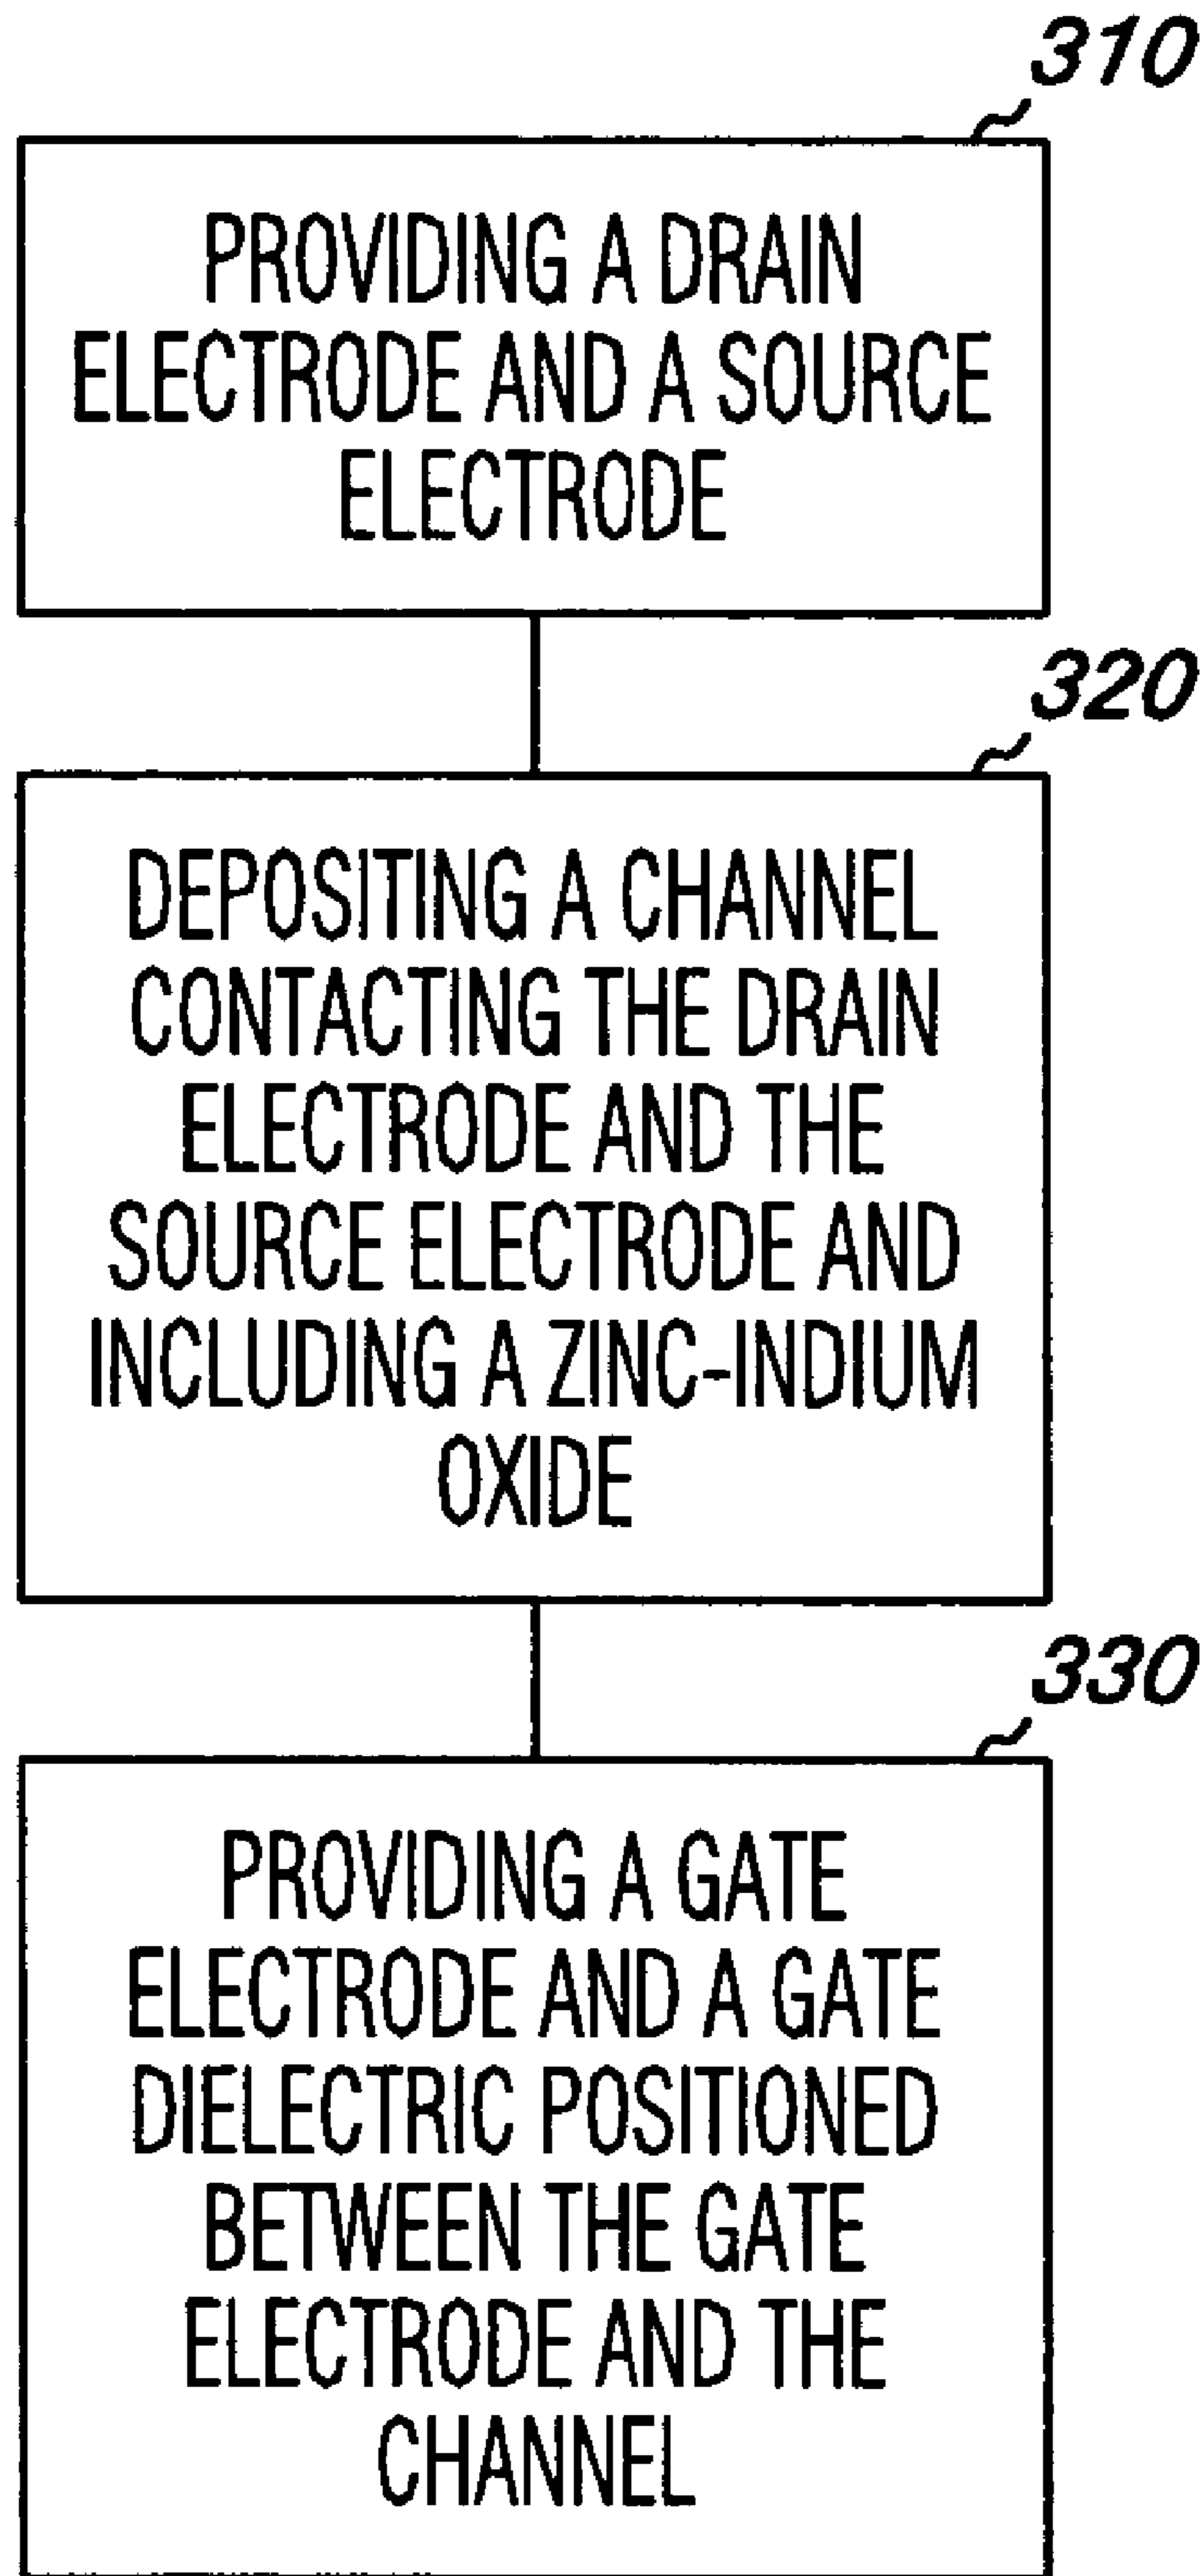 310
PROVIDING A DRAIN
ELECTRODE AND A SOURCE
ELECTRODE
320
DEPOSITING A CHANNEL
CONTACTING THE DRAIN
ELECTRODE AND THE
SOURCE ELECTRODE AND
INCLUDING A ZINC-INDIUM
OXIDE
330
PROVIDING A GATE
ELECTRODE AND A GATE
DIELECTRIC POSITIONED
BETWEEN THE GATE
ELECTRODE AND THE
CHANNEL